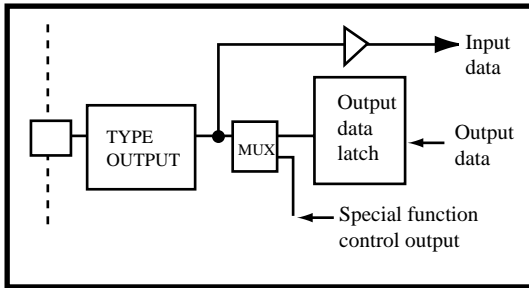 Input
data
TYPE
OUTPUT
MUX
Output
data
latch
Output
data
Special function
control output